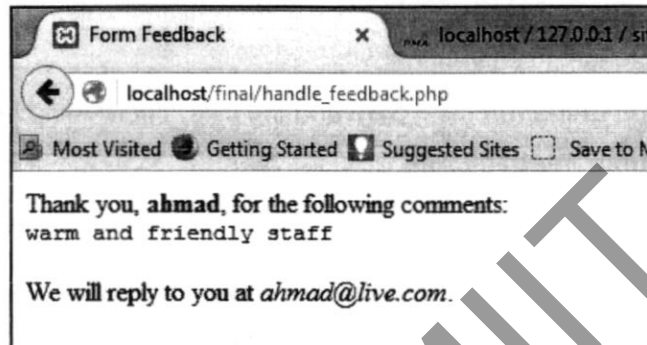 Form Feedback
localhost / 127.0.0.1 /
localhost/final/handle_feedback.php
Most Visited Getting Started Suggested Sites Save to
Thank you, ahmad, for the following comments:
warm and friendly staff
We will reply to you at ahmad@live.com.